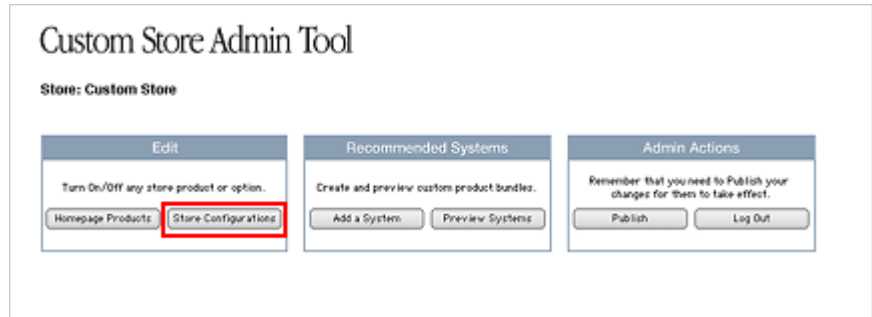 Custom Store Admin Tool
Store: Custom Store
Edit
Turn On/Off any store product or option.
Homepage Products
Store Configurations
Recommended Systems
Create and preview custom product bundles.
Add a System
Preview Systems
Admin Actions
Remember that you need to Publish your
changes for them to take effect.
Publish
Log Out